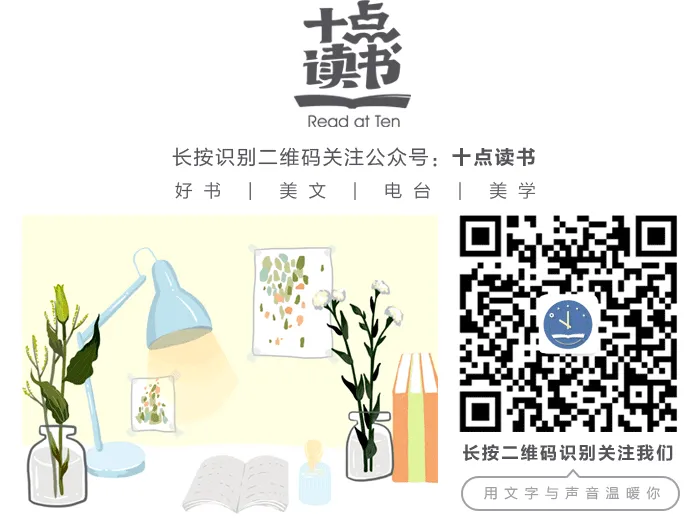 十点
读书
Read at Ten
长按识别二维码关注公众号：十点读书
好书 | 美文 | 电台 | 美学
长按二维码识别关注我们
用文字与声音温暖你